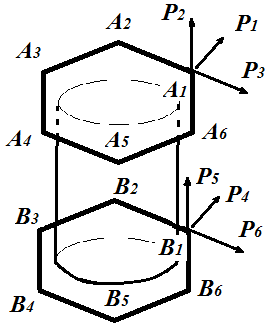 P₂
P₁
A₂
A₃
P₃
A₁
A₄
A₅
A₆
P₅
B₂
P₄
B₃
P₆
B₁
B₄
B₅
B₆